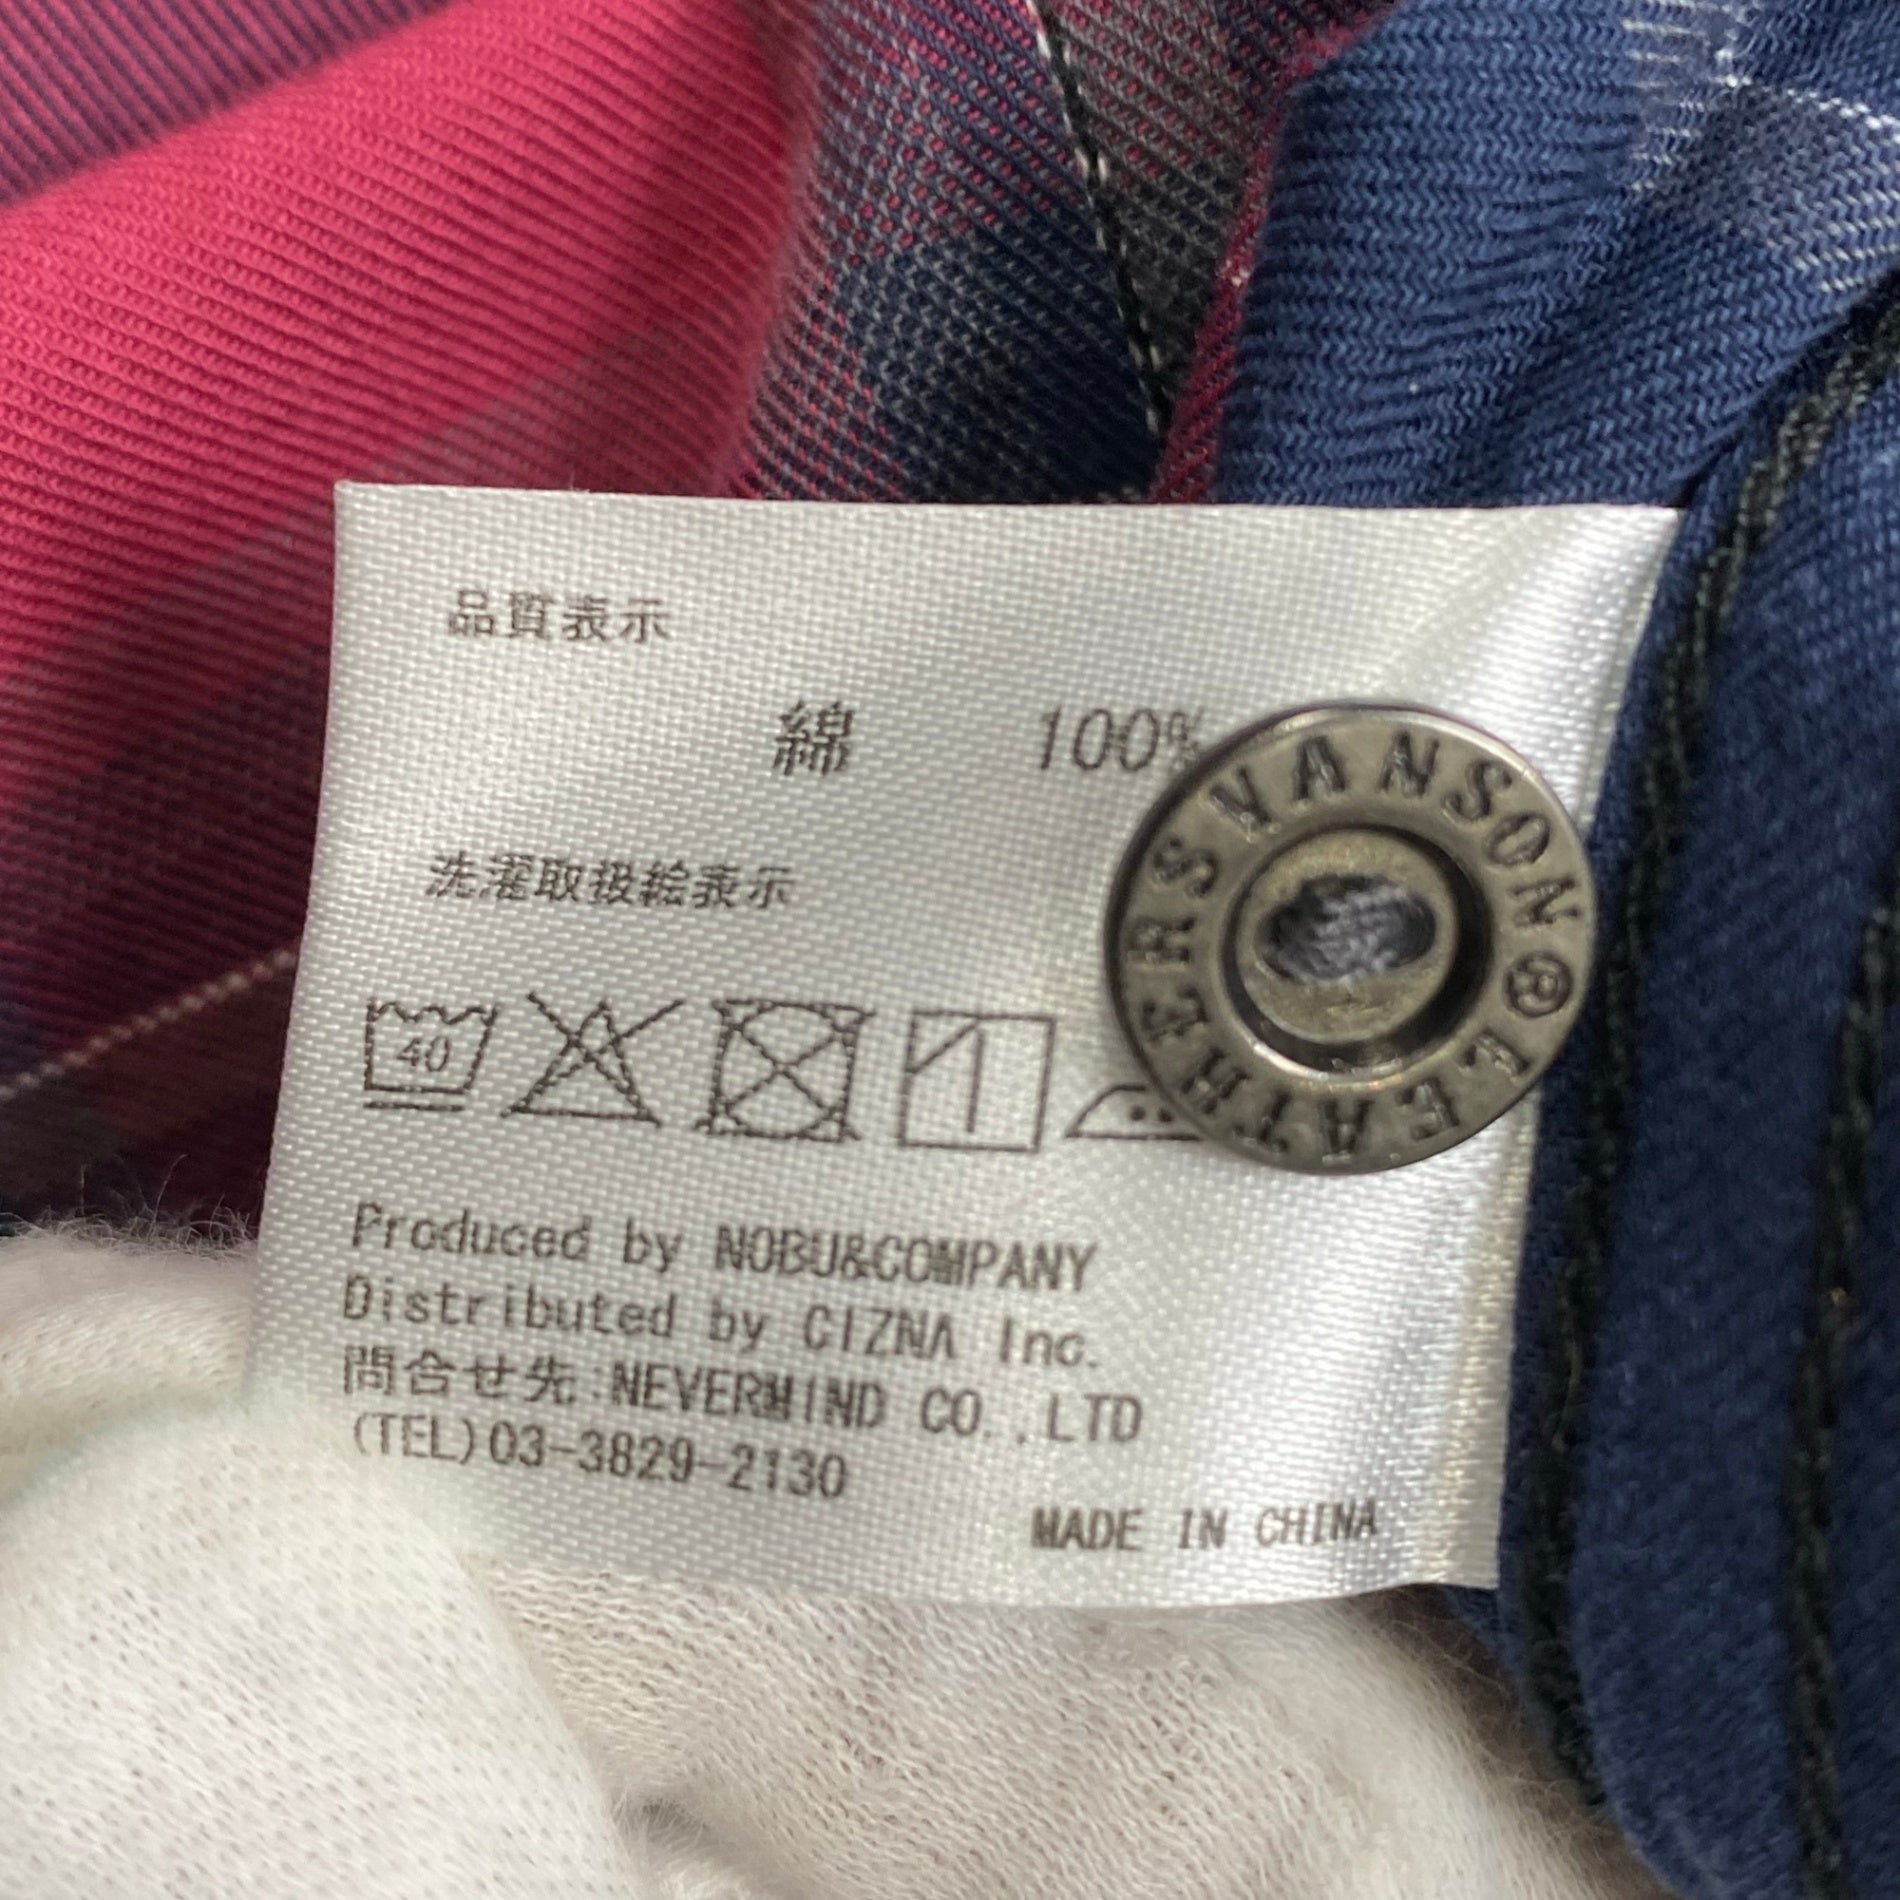 品質表示
綿 100%
洗濯取扱絵表示
40
VANSON® LEATHERS
Produced by NOBU&COMPANY
Distributed by CIZNA Inc.
問合せ先:NEVERMIND CO.,LTD
(TEL)03-3829-2130
MADE IN CHINA